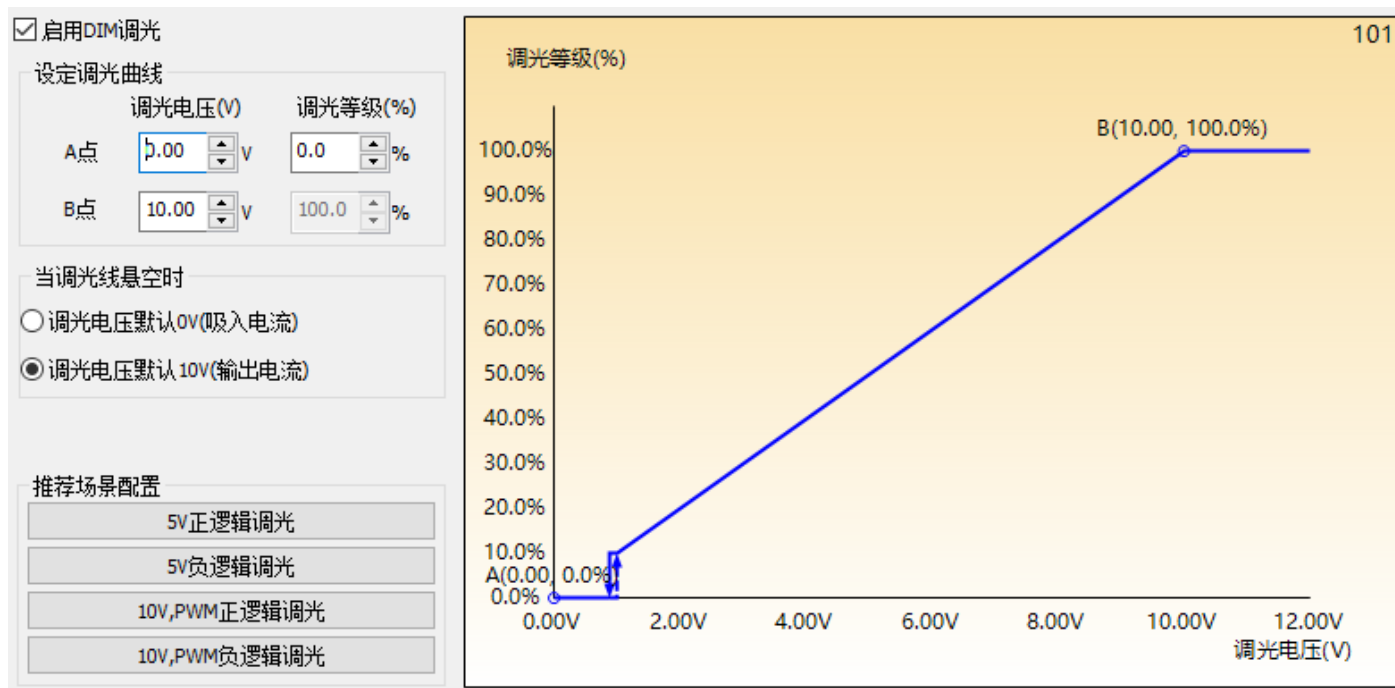 启用DIM调光
设定调光曲线
调光电压(V) 调光等级(%)
A点 0.00 V 0.0 %
B点 10.00 V 100.0 %
当调光线悬空时
调光电压默认0V(吸入电流)
调光电压默认10V(输出电流)
推荐场景配置
5V正逻辑调光
5V负逻辑调光
10V,PWM正逻辑调光
10V,PWM负逻辑调光
101
调光等级(%)
B(10.00, 100.0%)
100.0%
90.0%
80.0%
70.0%
60.0%
50.0%
40.0%
30.0%
20.0%
10.0%
A(0.00, 0.0%)
0.0%
0.00V 2.00V 4.00V 6.00V 8.00V 10.00V 12.00V
调光电压(V)